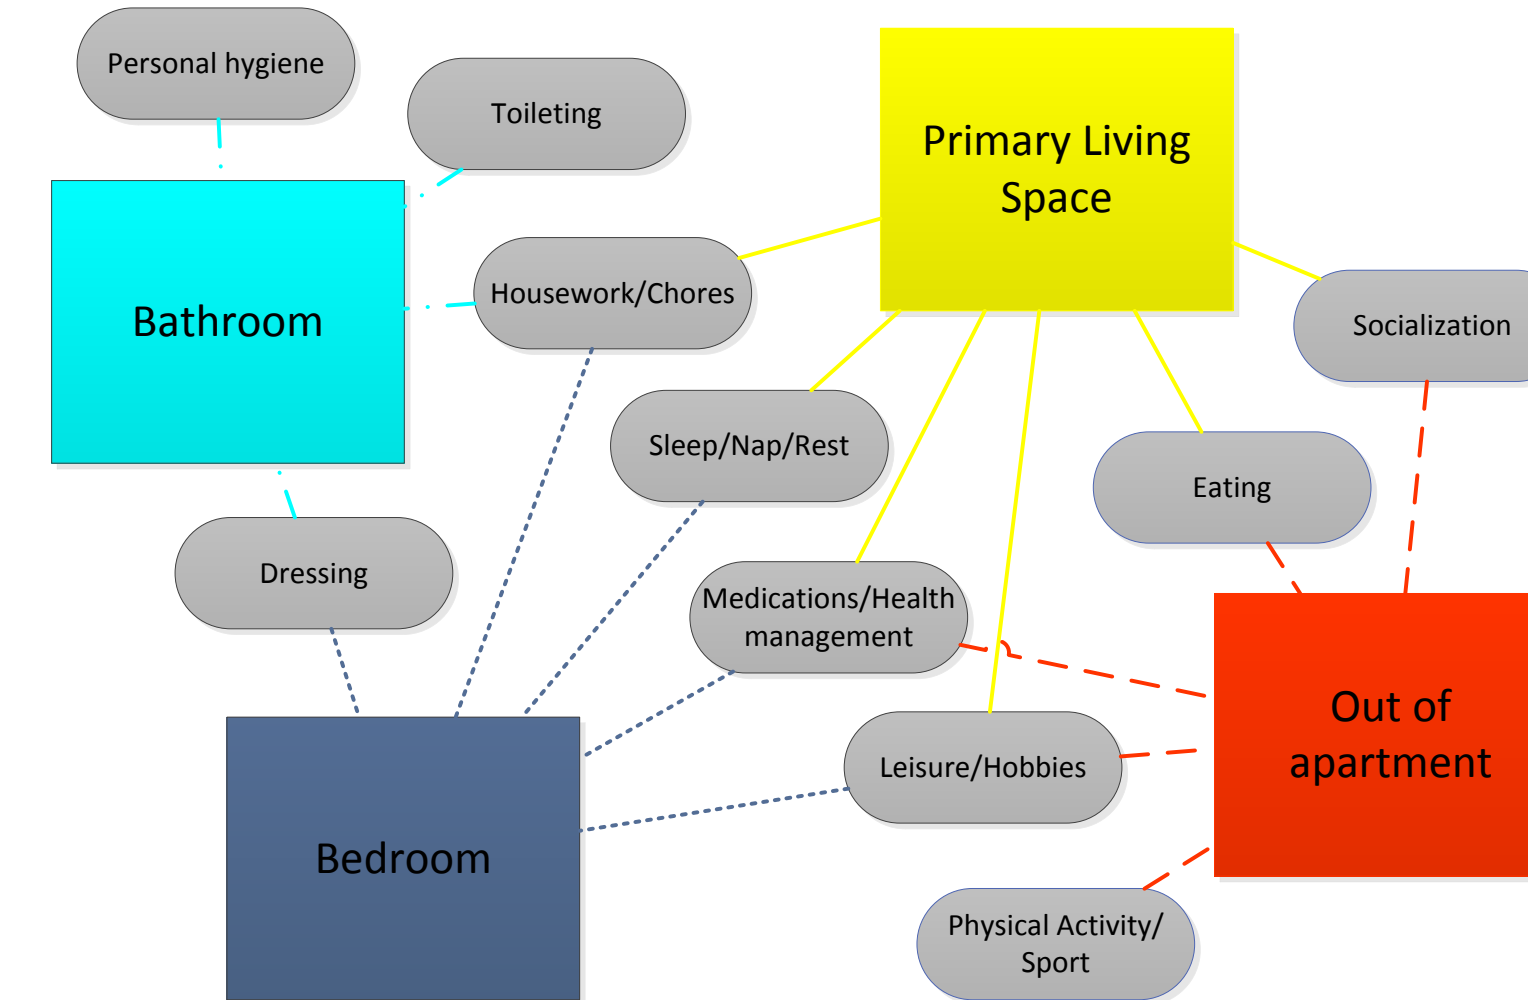 Personal hygiene
Toileting
Primary Living
Space
Housework/Chores
Bathroom
Socialization
Sleep/Nap/Rest
Eating
Dressing
Medications/Health
management
Out of
apartment
Leisure/Hobbies
Bedroom
Physical Activity/
Sport